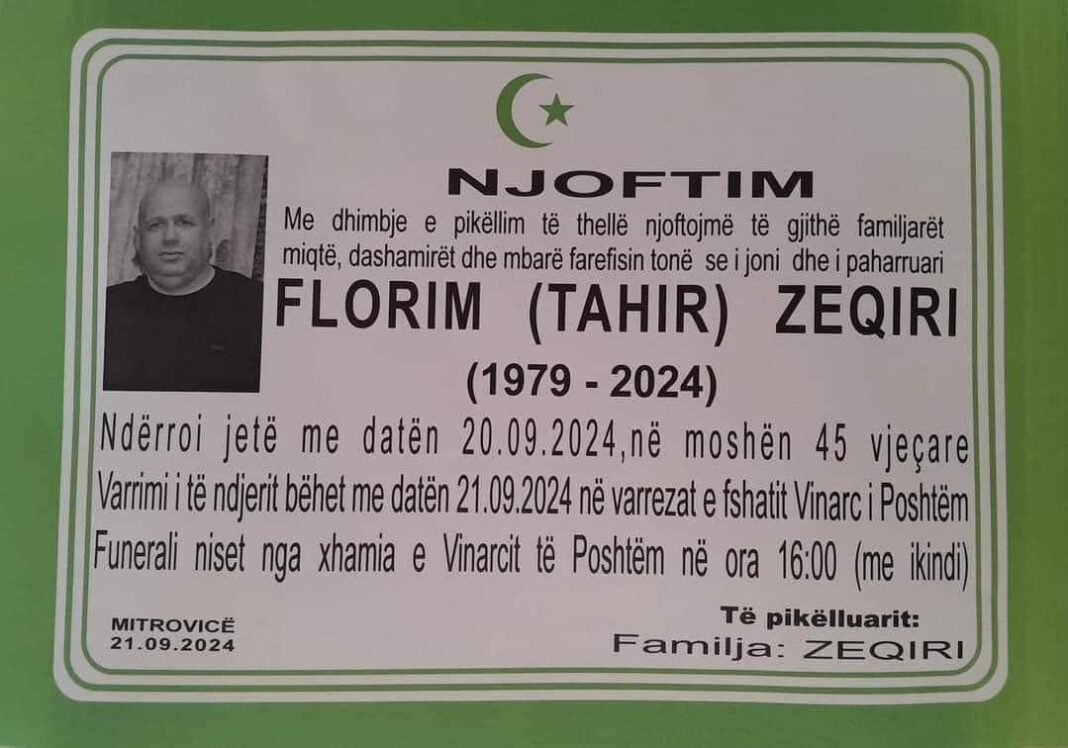 NJOFTIM
Me dhimbje e pikëllim të thellë njoftojmë të gjithë familjarët
miqtë, dashamirët dhe mbarë farefisin tonë se i joni dhe i paharruari
FLORIM (TAHIR) ZEQIRI
(1979 - 2024)
Ndërroi jetë me datën 20.09.2024,në moshën 45 vjeçare
Varrimi i të ndjerit bëhet me datën 21.09.2024 në varrezat e fshatit Vinarc i Poshtëm
Funerali niset nga xhamia e Vinarcit të Poshtëm në ora 16:00 (me ikindi)
MITROVICË
21.09.2024
Të pikëlluarit:
Familja: ZEQIRI